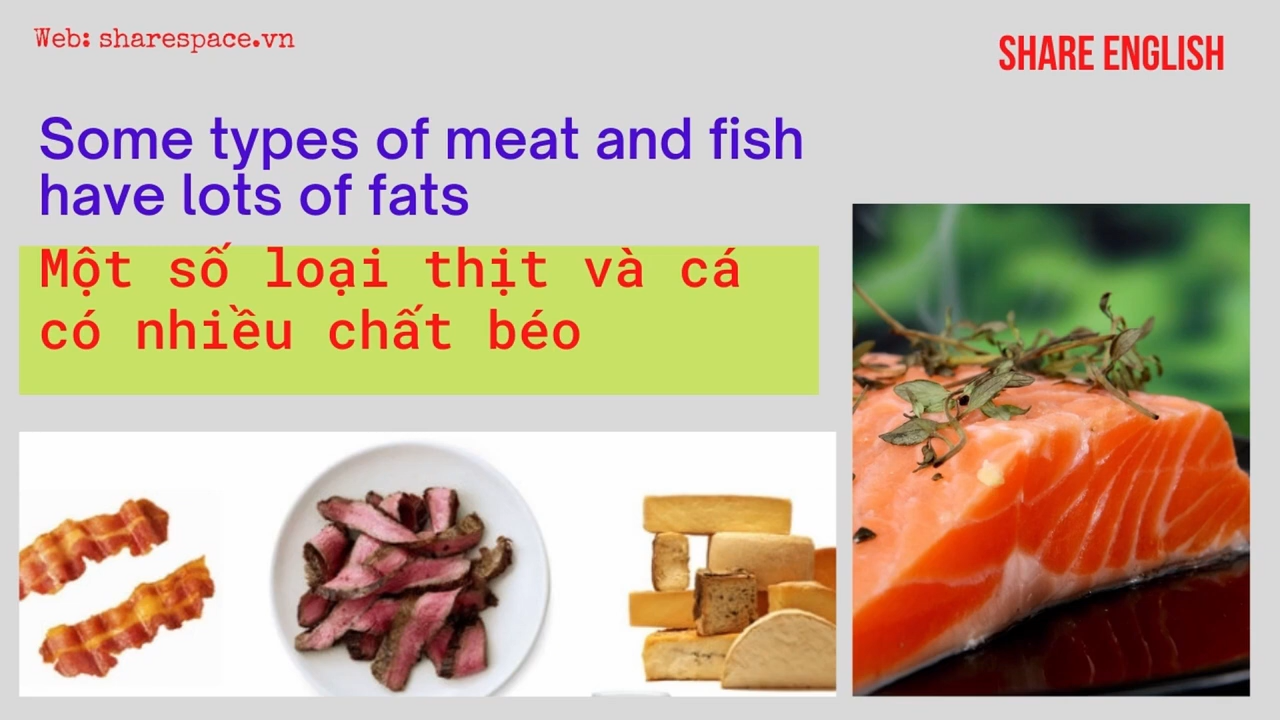 Web: sharespace.vn
SHARE ENGLISH
Some types of meat and fish
have lots of fats
Một số loại thịt và cá
có nhiều chất béo